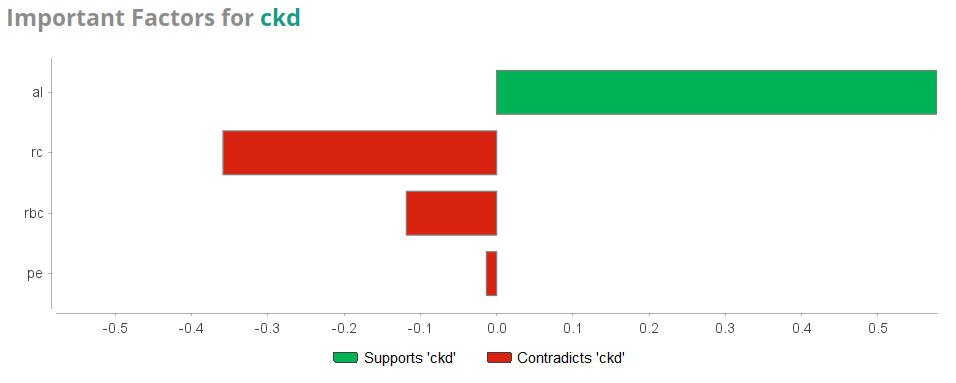 Important Factors for ckd
al
rc
rbc
pe
-0.5 -0.4 -0.3 -0.2 -0.1 0.0 0.1 0.2 0.3 0.4 0.5
Supports 'ckd' Contradicts 'ckd'